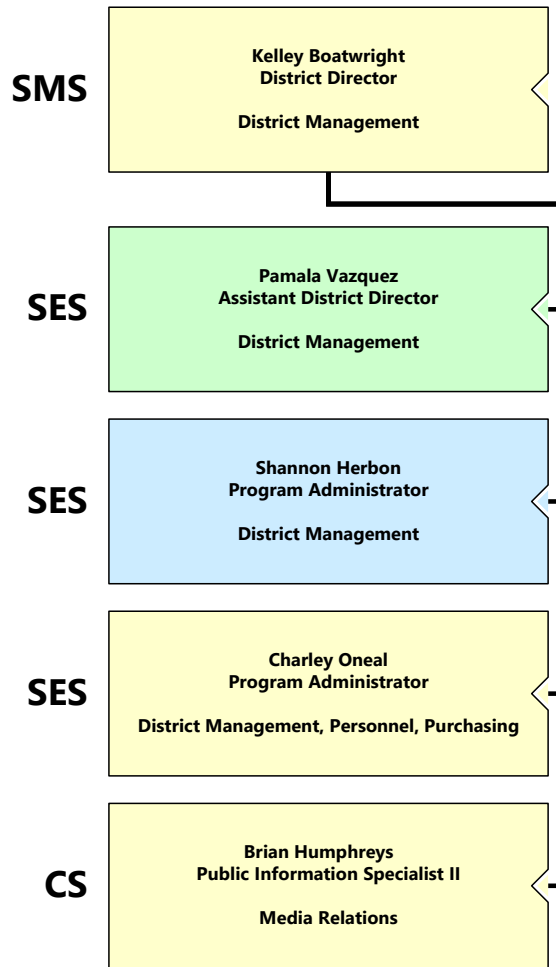 SMS
Kelley Boatwright
District Director
District Management
SES
Pamala Vazquez
Assistant District Director
District Management
SES
Shannon Herbon
Program Administrator
District Management
SES
Charley Oneal
Program Administrator
District Management, Personnel, Purchasing
CS
Brian Humphreys
Public Information Specialist II
Media Relations